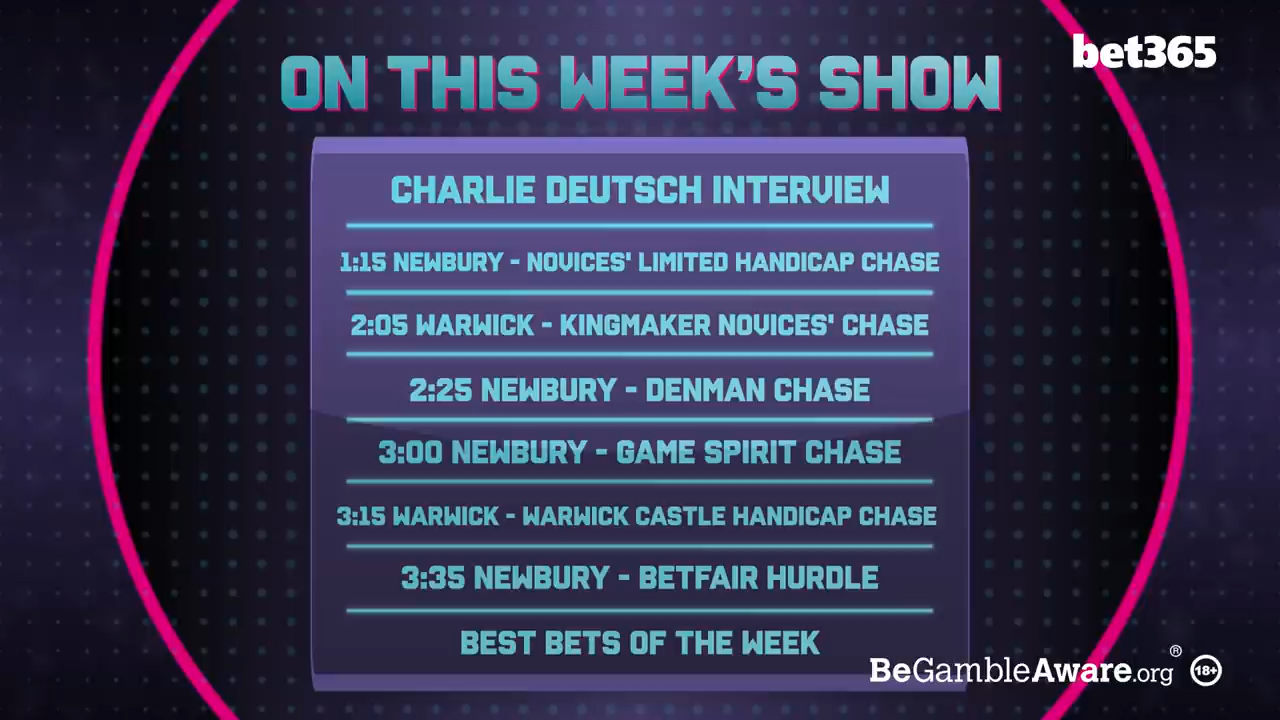 bet365
ON THIS WEEK'S SHOW
CHARLIE DEUTSCH INTERVIEW
1:15 NEWBURY - NOVICES' LIMITED HANDICAP CHASE
2:05 WARWICK - KINGMAKER NOVICES' CHASE
2:25 NEWBURY - DENMAN CHASE
3:00 NEWBURY - GAME SPIRIT CHASE
3:15 WARWICK - WARWICK CASTLE HANDICAP CHASE
3:35 NEWBURY - BETFAIR HURDLE
BEST BETS OF THE WEEK
BeGambleAware.org® 18+